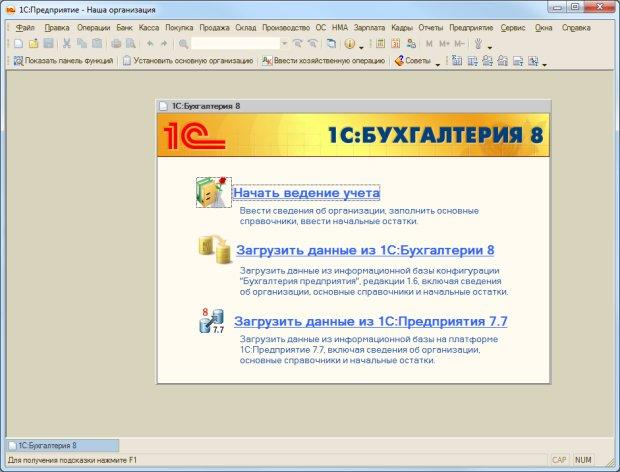 1С:Предприятие - Наша организация
Файл Правка Операции Банк Касса Покупка Продажа Склад Производство ОС НМА Зарплата Кадры Отчеты Предприятие Сервис Окна Справка
M M+ M-
Показать панель функций Установить основную организацию Ввести хозяйственную операцию Советы
1С:Бухгалтерия 8
1С 1С:БУХГАЛТЕРИЯ 8
Начать ведение учета
Ввести сведения об организации, заполнить основные
справочники, ввести начальные остатки.
Загрузить данные из 1С:Бухгалтерии 8
Загрузить данные из информационной базы конфигурации
"Бухгалтерия предприятия", редакции 1.6, включая сведения
об организации, основные справочники и начальные остатки.
8
7.7
Загрузить данные из 1С:Предприятия 7.7
Загрузить данные из информационной базы на платформе
1С:Предприятие 7.7, включая сведения об организации,
основные справочники и начальные остатки.
1С:Бухгалтерия 8
Для получения подсказки нажмите F1 CAP NUM